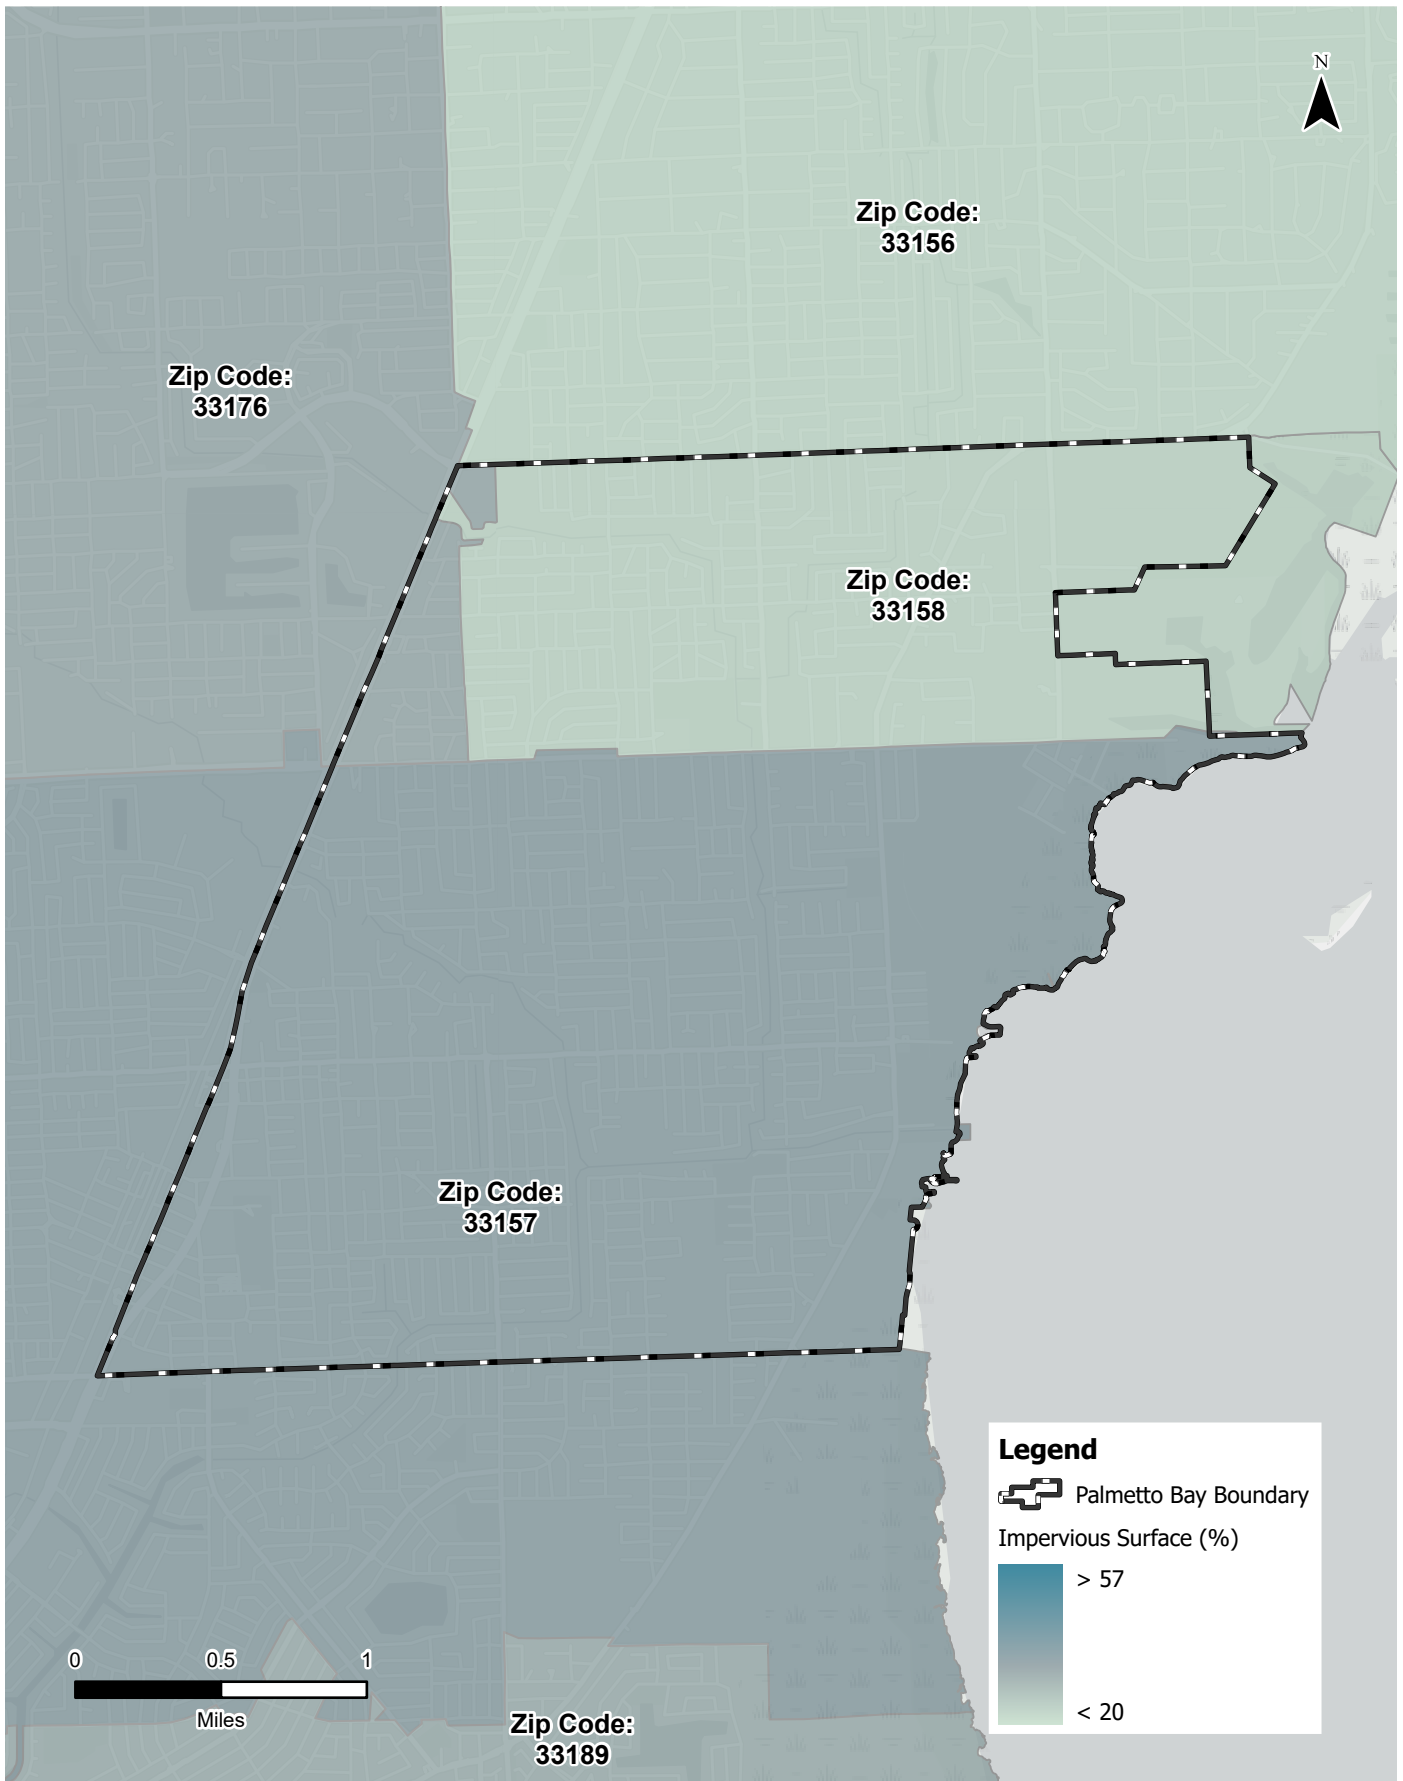 N
Zip Code:
33156
Zip Code:
33176
Zip Code:
33158
Zip Code:
33157
Legend
Palmetto Bay Boundary
Impervious Surface (%)
> 57
< 20
0 0.5 1
Miles
Zip Code:
33189